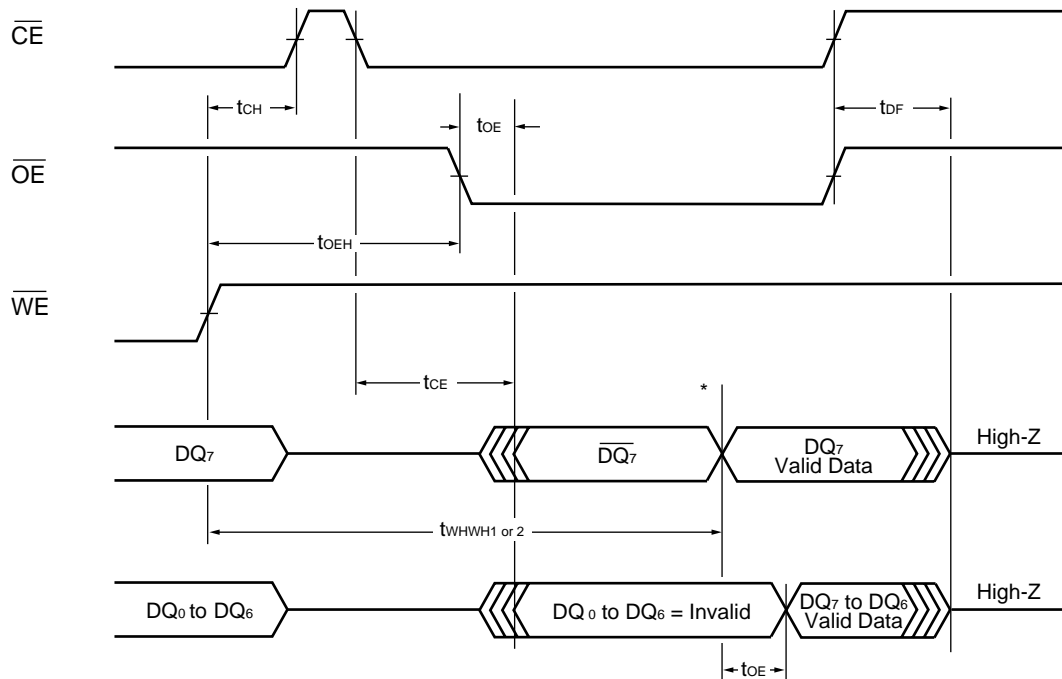 CE
tCH
tDF
tOE
OE
tOEH
WE
tCE
*
DQ7
DQ7
DQ7
Valid Data
High-Z
tWHWH1 or 2
DQ0 to DQ6
DQ0 to DQ6 = Invalid
DQ7 to DQ6
Valid Data
High-Z
tOE